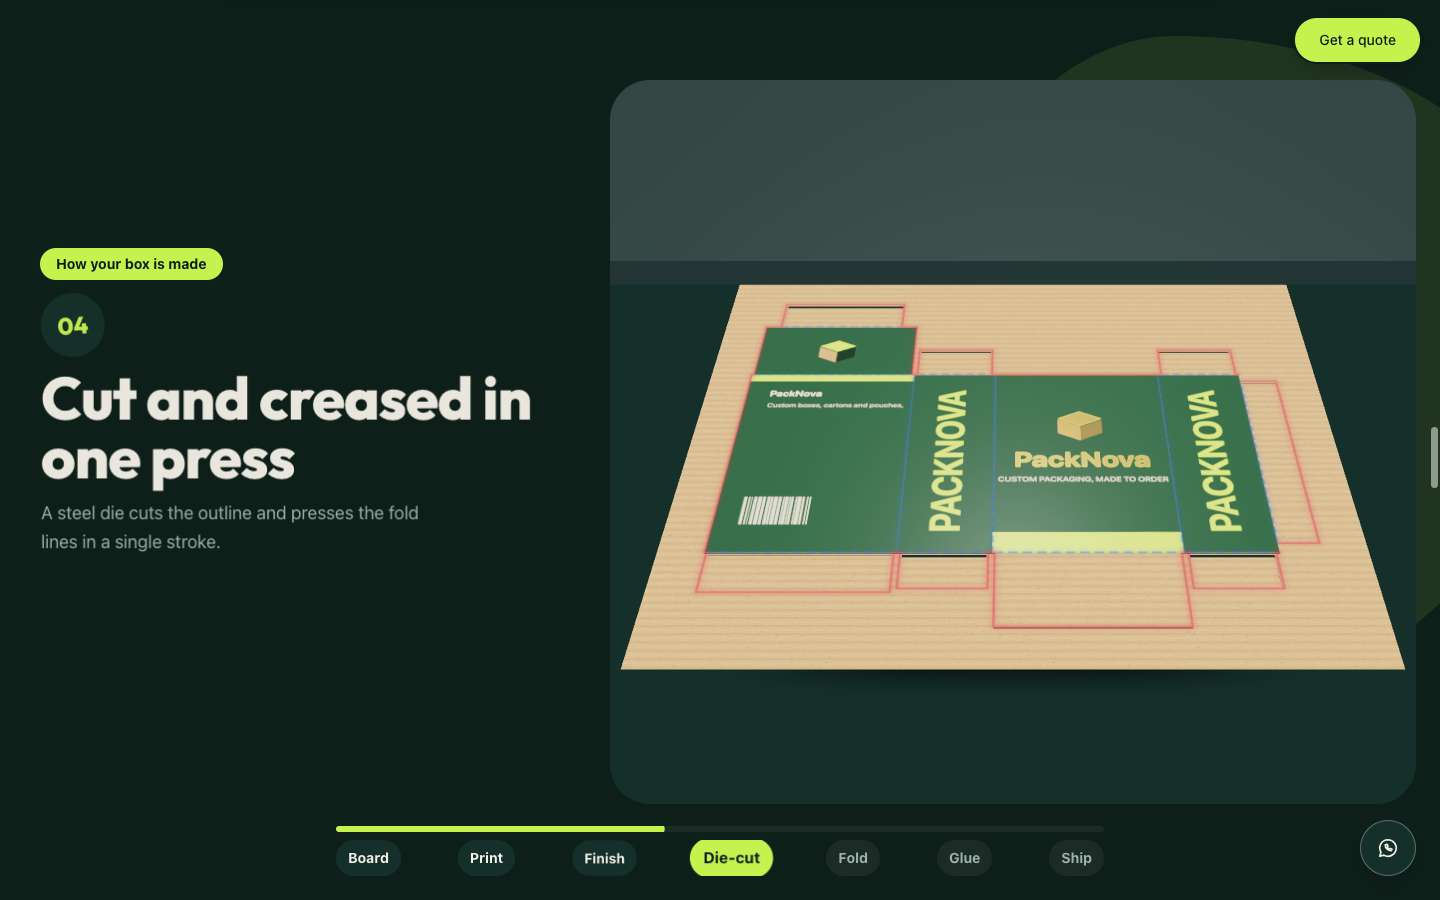 Get a quote
How your box is made
04
Cut and creased in
one press
A steel die cuts the outline and presses the fold
lines in a single stroke.
PackNova
Custom boxes, cartons and pouches,
PACKNOVA
PackNova
CUSTOM PACKAGING, MADE TO ORDER
PACKNOVA
Board
Print
Finish
Die-cut
Fold
Glue
Ship